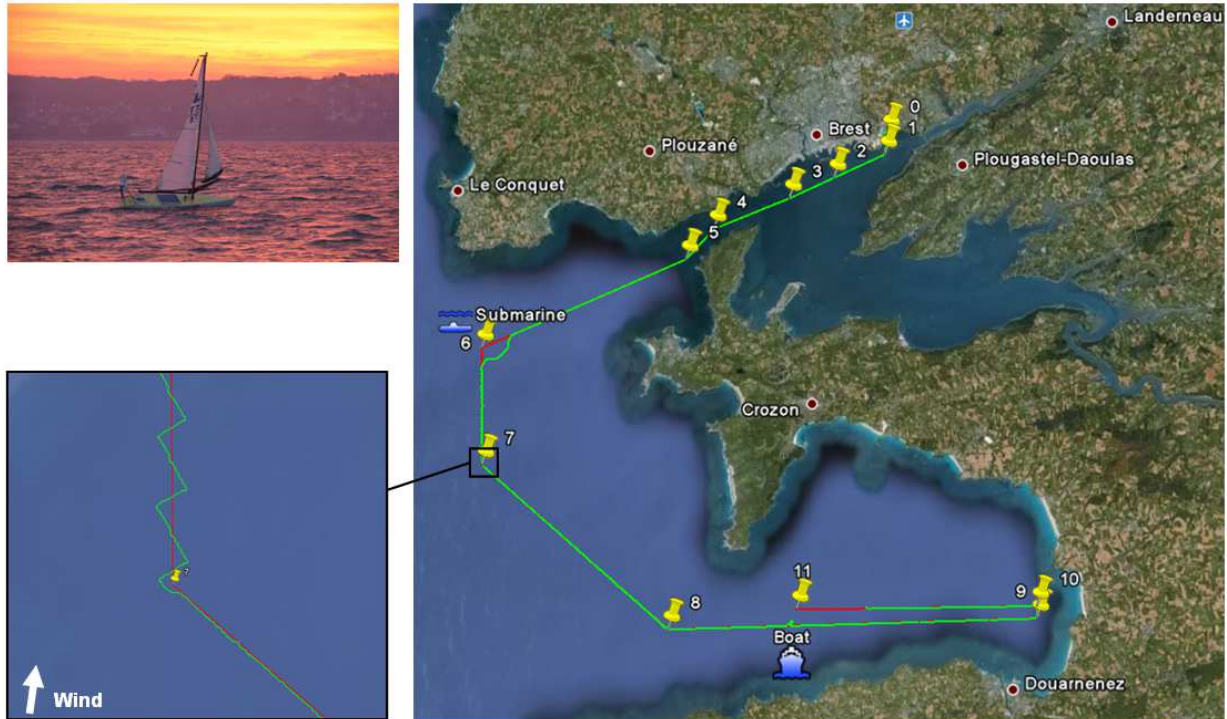 Landerneau
0
1
Brest
2
Plouzané
Plougastel-Daoulas
3
Le Conquet
4
5
Submarine
6
7
Crozon
11
10
9
8
Boat
Douarnenez
7
Wind